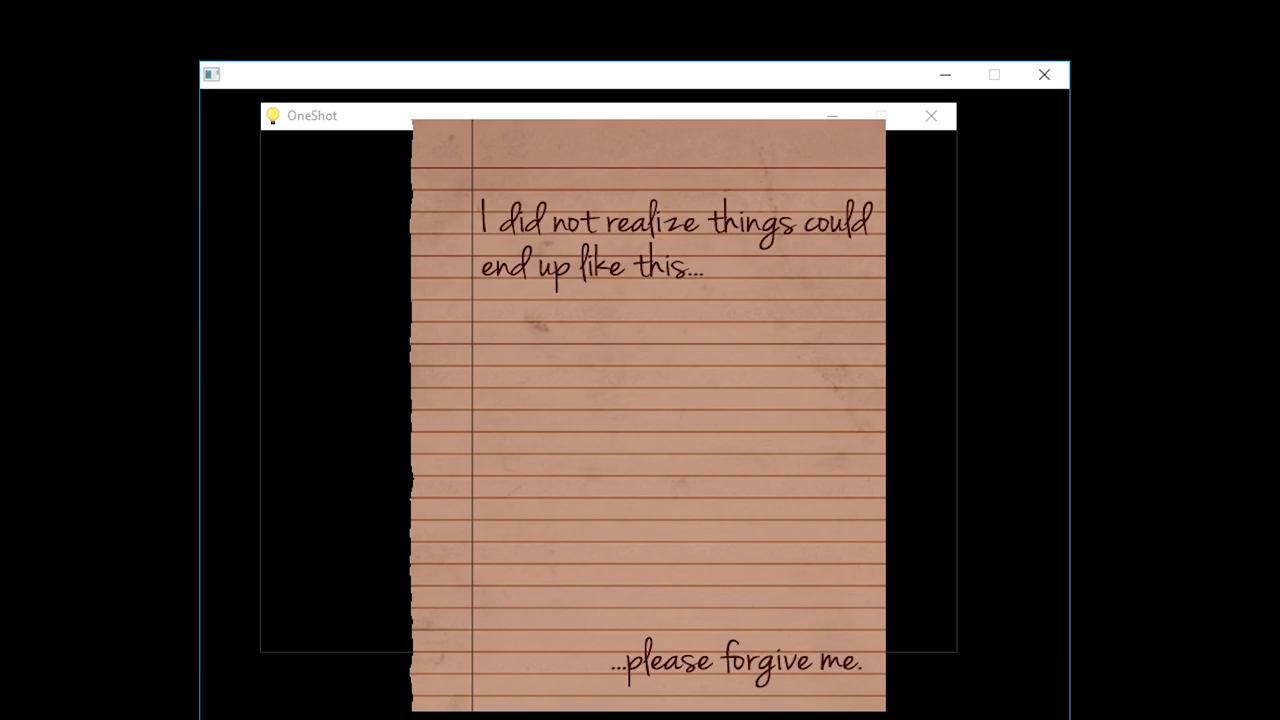 OneShot
I did not realize things could
end up like this...
...please forgive me.